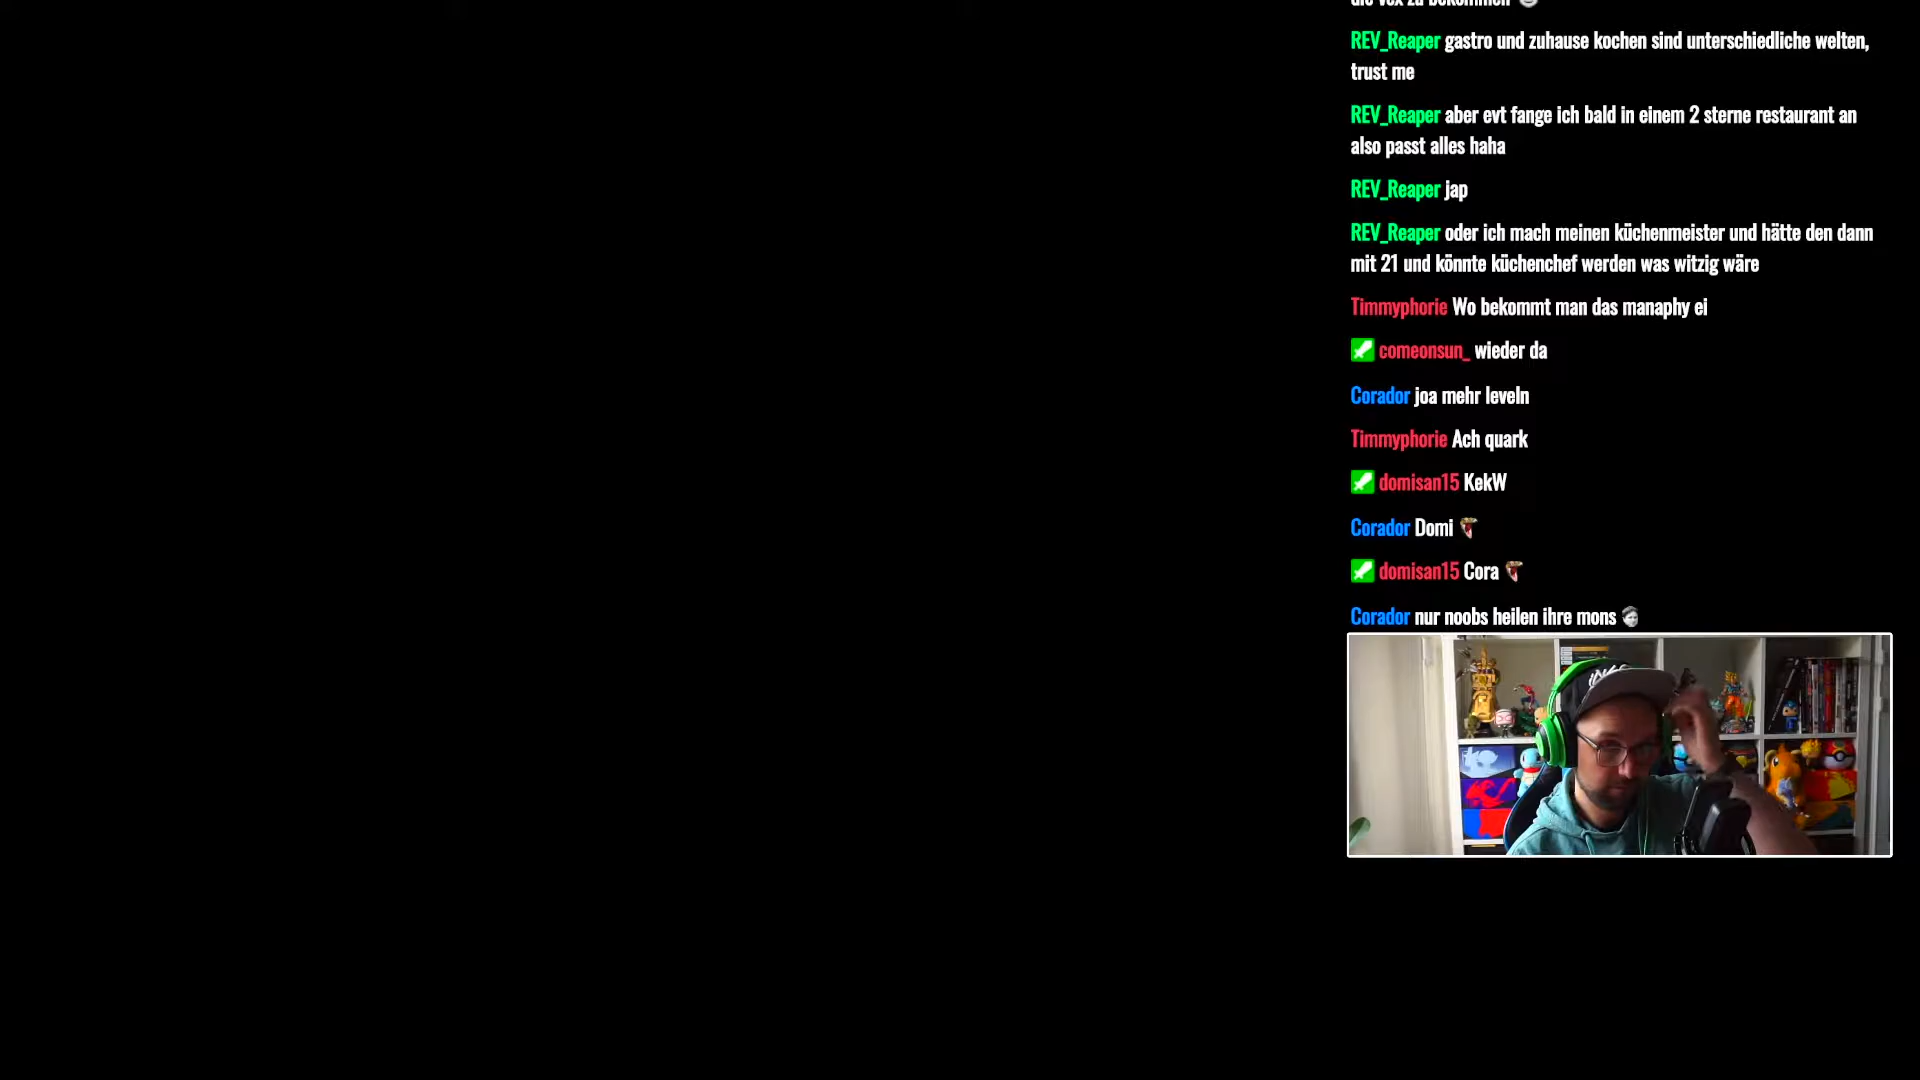 REV_Reaper gastro und zuhause kochen sind unterschiedliche welten,
trust me
REV_Reaper aber evt fange ich bald in einem 2 sterne restaurant an
also passt alles haha
REV_Reaper jap
REV_Reaper oder ich mach meinen küchenmeister und hätte den dann
mit 21 und könnte küchenchef werden was witzig wäre
Timmyphorie Wo bekommt man das manaphy ei
comeonsun_ wieder da
Corador joa mehr leveln
Timmyphorie Ach quark
domisan15 KekW
Corador Domi
domisan15 Cora
Corador nur noobs heilen ihre mons